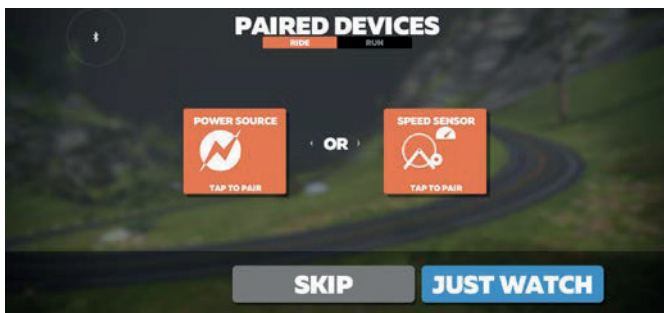 PAIRED DEVICES
RIDE RUN
POWER SOURCE
TAP TO PAIR
OR
SPEED SENSOR
TAP TO PAIR
SKIP JUST WATCH